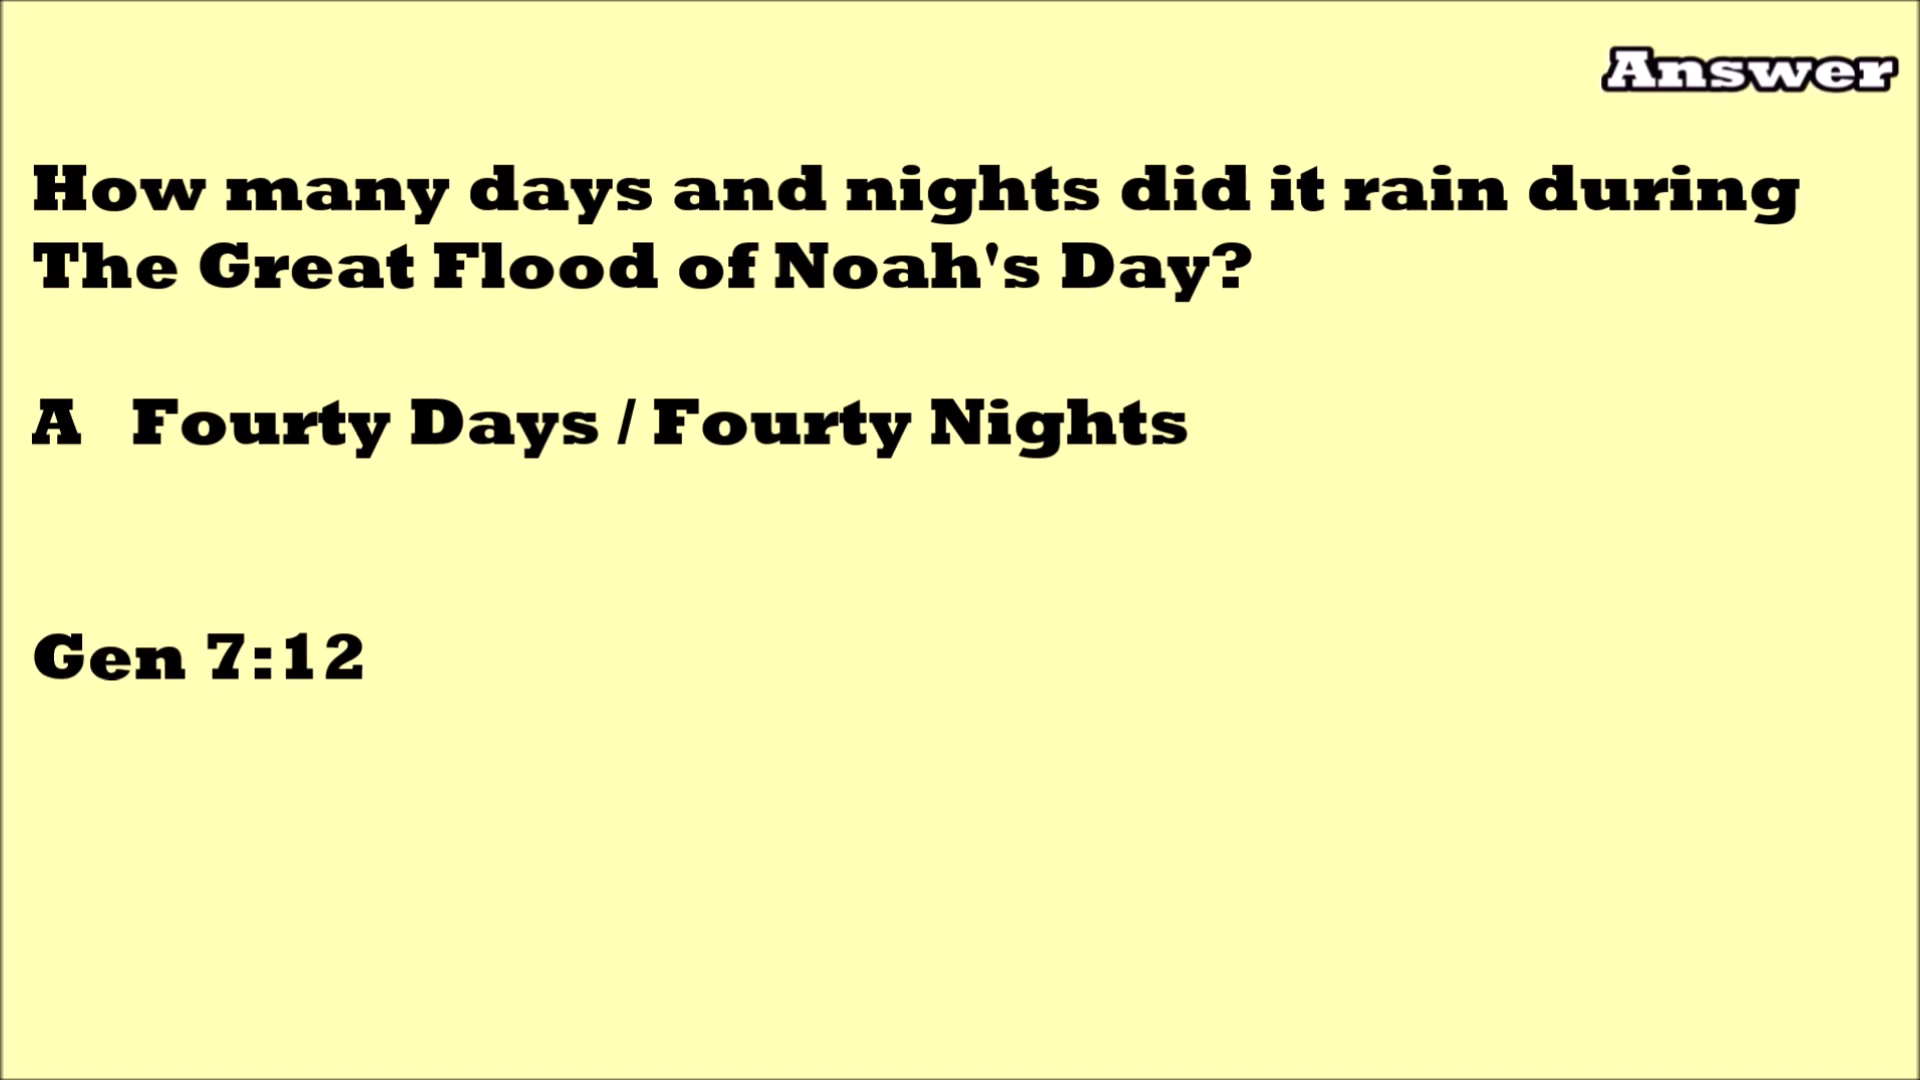 Answer
How many days and nights did it rain during
The Great Flood of Noah's Day?
A Fourty Days / Fourty Nights
Gen 7:12